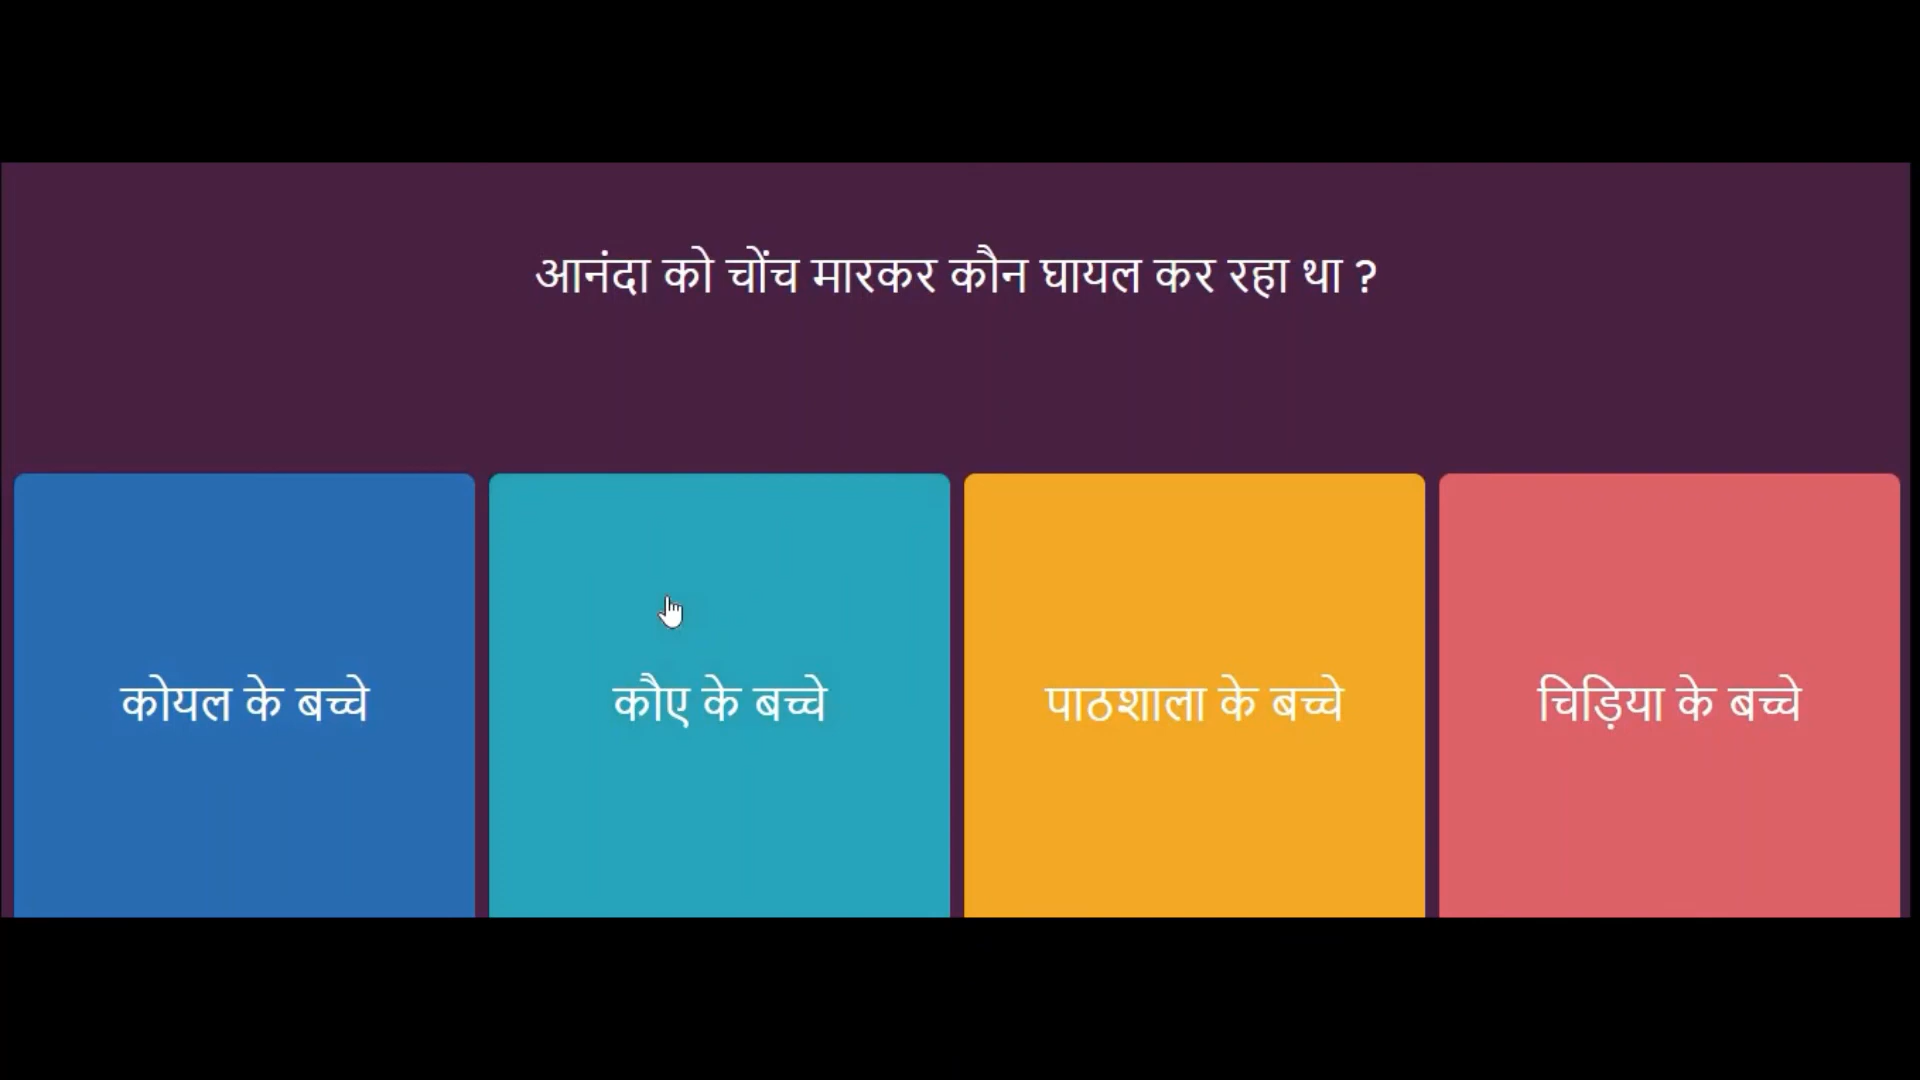 आनंदा को चोंच मारकर कौन घायल कर रहा था ?
कोयल के बच्चे
कौए के बच्चे
पाठशाला के बच्चे
चिड़िया के बच्चे